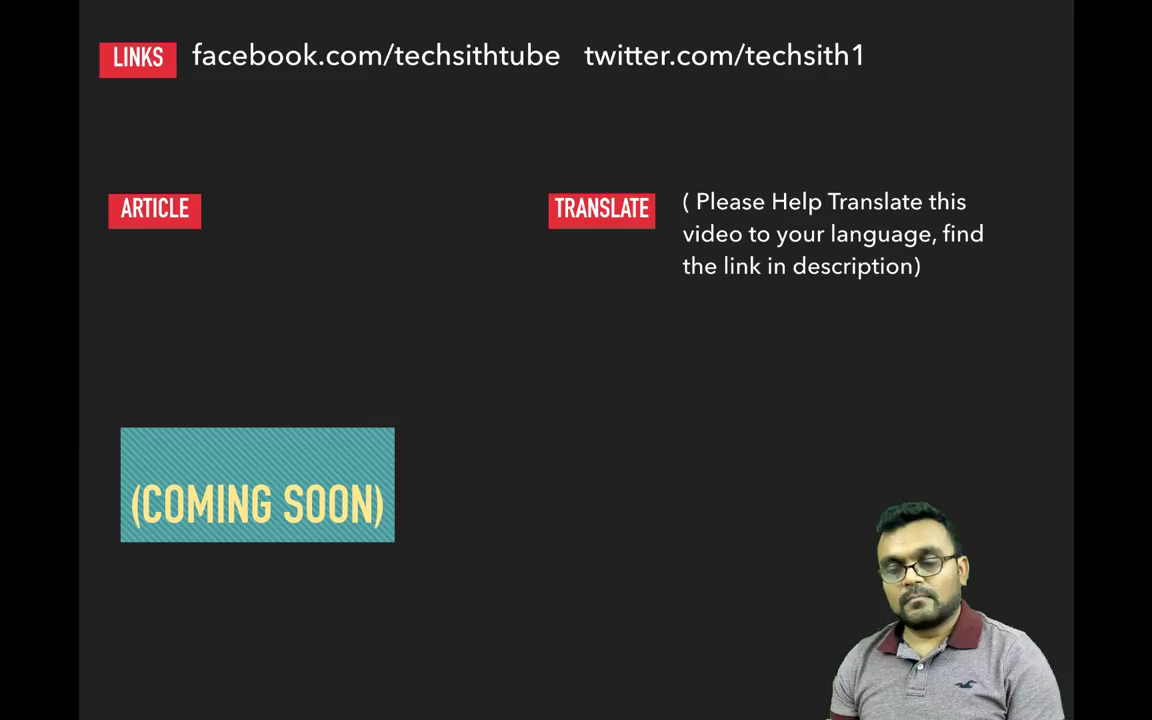 LINKS facebook.com/techsithtube twitter.com/techsith1
ARTICLE
TRANSLATE ( Please Help Translate this
video to your language, find
the link in description)
(COMING SOON)